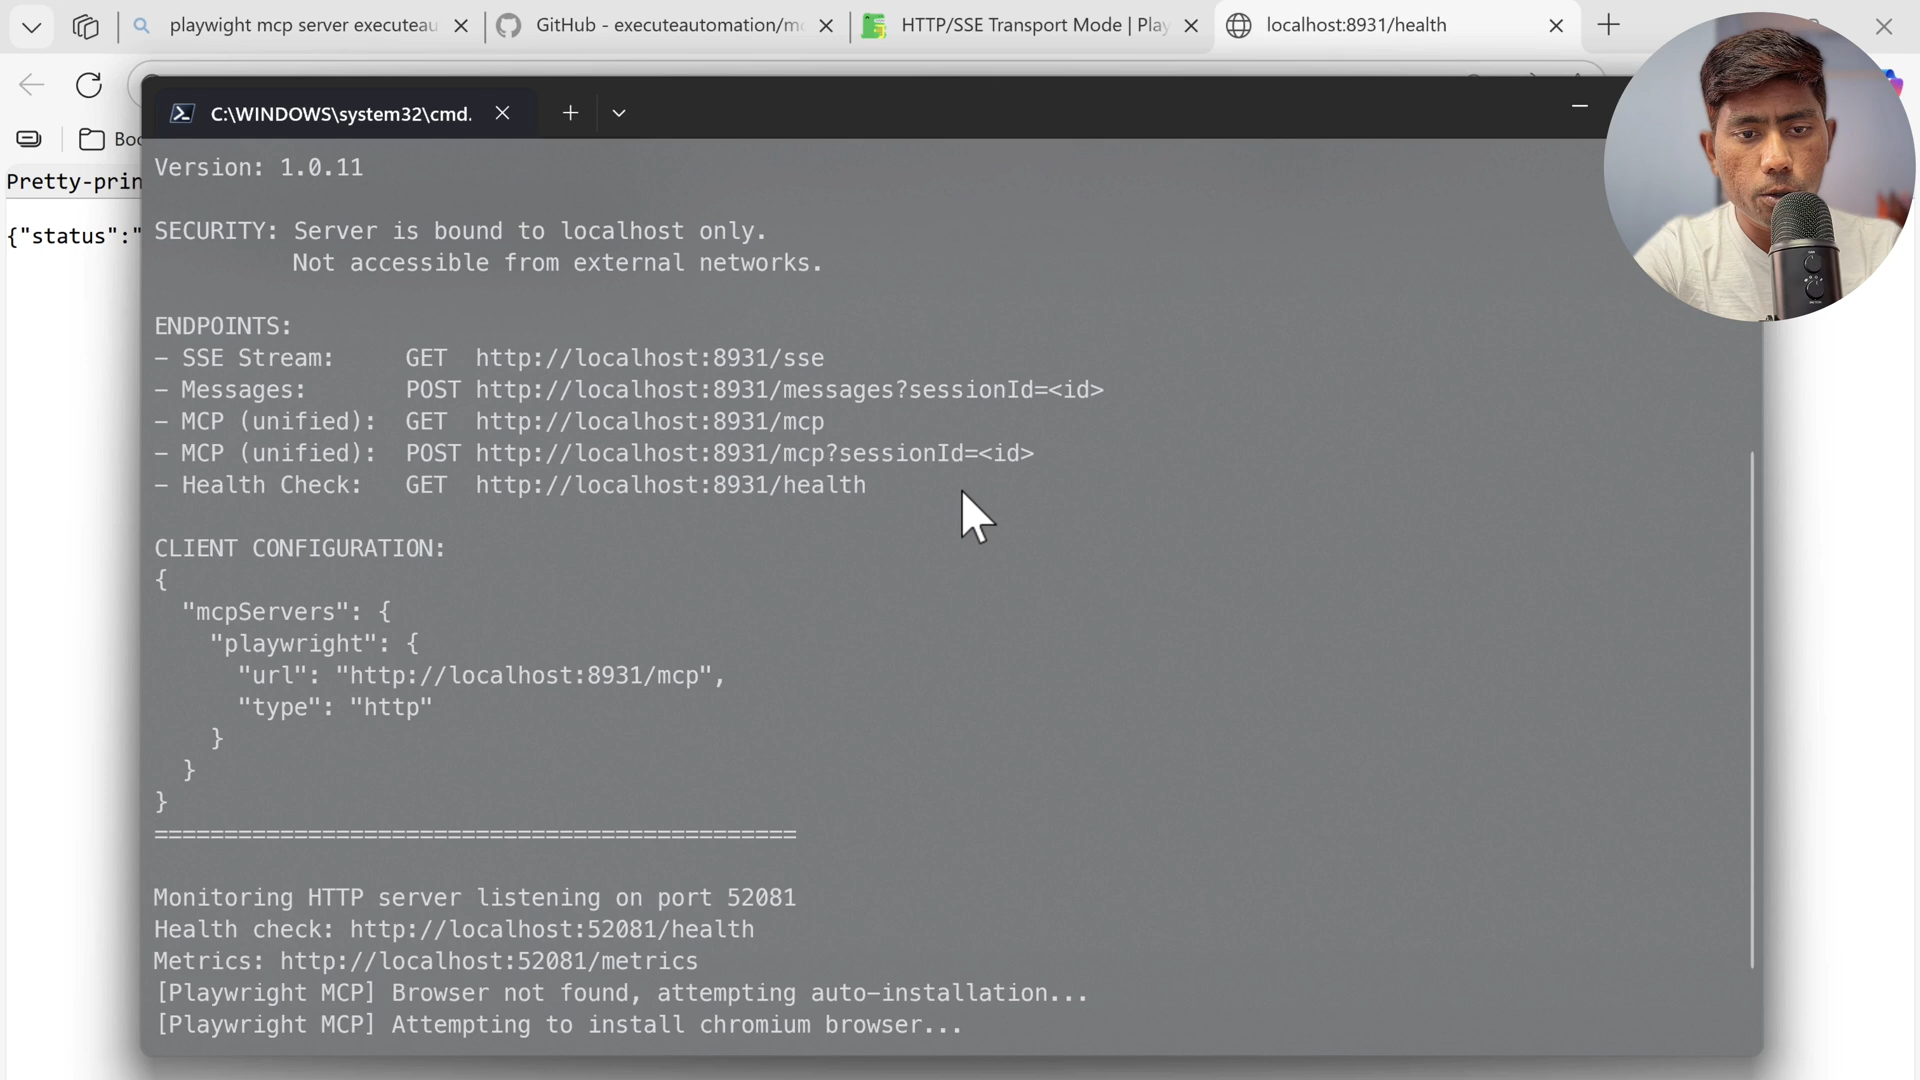 playwight mcp server executeau
GitHub - executeautomation/mc
HTTP/SSE Transport Mode | Play
localhost:8931/health
C:\WINDOWS\system32\cmd.
Boo
Pretty-prin
{"status":"
Version: 1.0.11
SECURITY: Server is bound to localhost only.
Not accessible from external networks.
ENDPOINTS:
- SSE Stream: GET http://localhost:8931/sse
- Messages: POST http://localhost:8931/messages?sessionId=<id>
- MCP (unified): GET http://localhost:8931/mcp
- MCP (unified): POST http://localhost:8931/mcp?sessionId=<id>
- Health Check: GET http://localhost:8931/health
CLIENT CONFIGURATION:
{
"mcpServers": {
"playwright": {
"url": "http://localhost:8931/mcp",
"type": "http"
}
}
}
==============================================
Monitoring HTTP server listening on port 52081
Health check: http://localhost:52081/health
Metrics: http://localhost:52081/metrics
[Playwright MCP] Browser not found, attempting auto-installation...
[Playwright MCP] Attempting to install chromium browser...